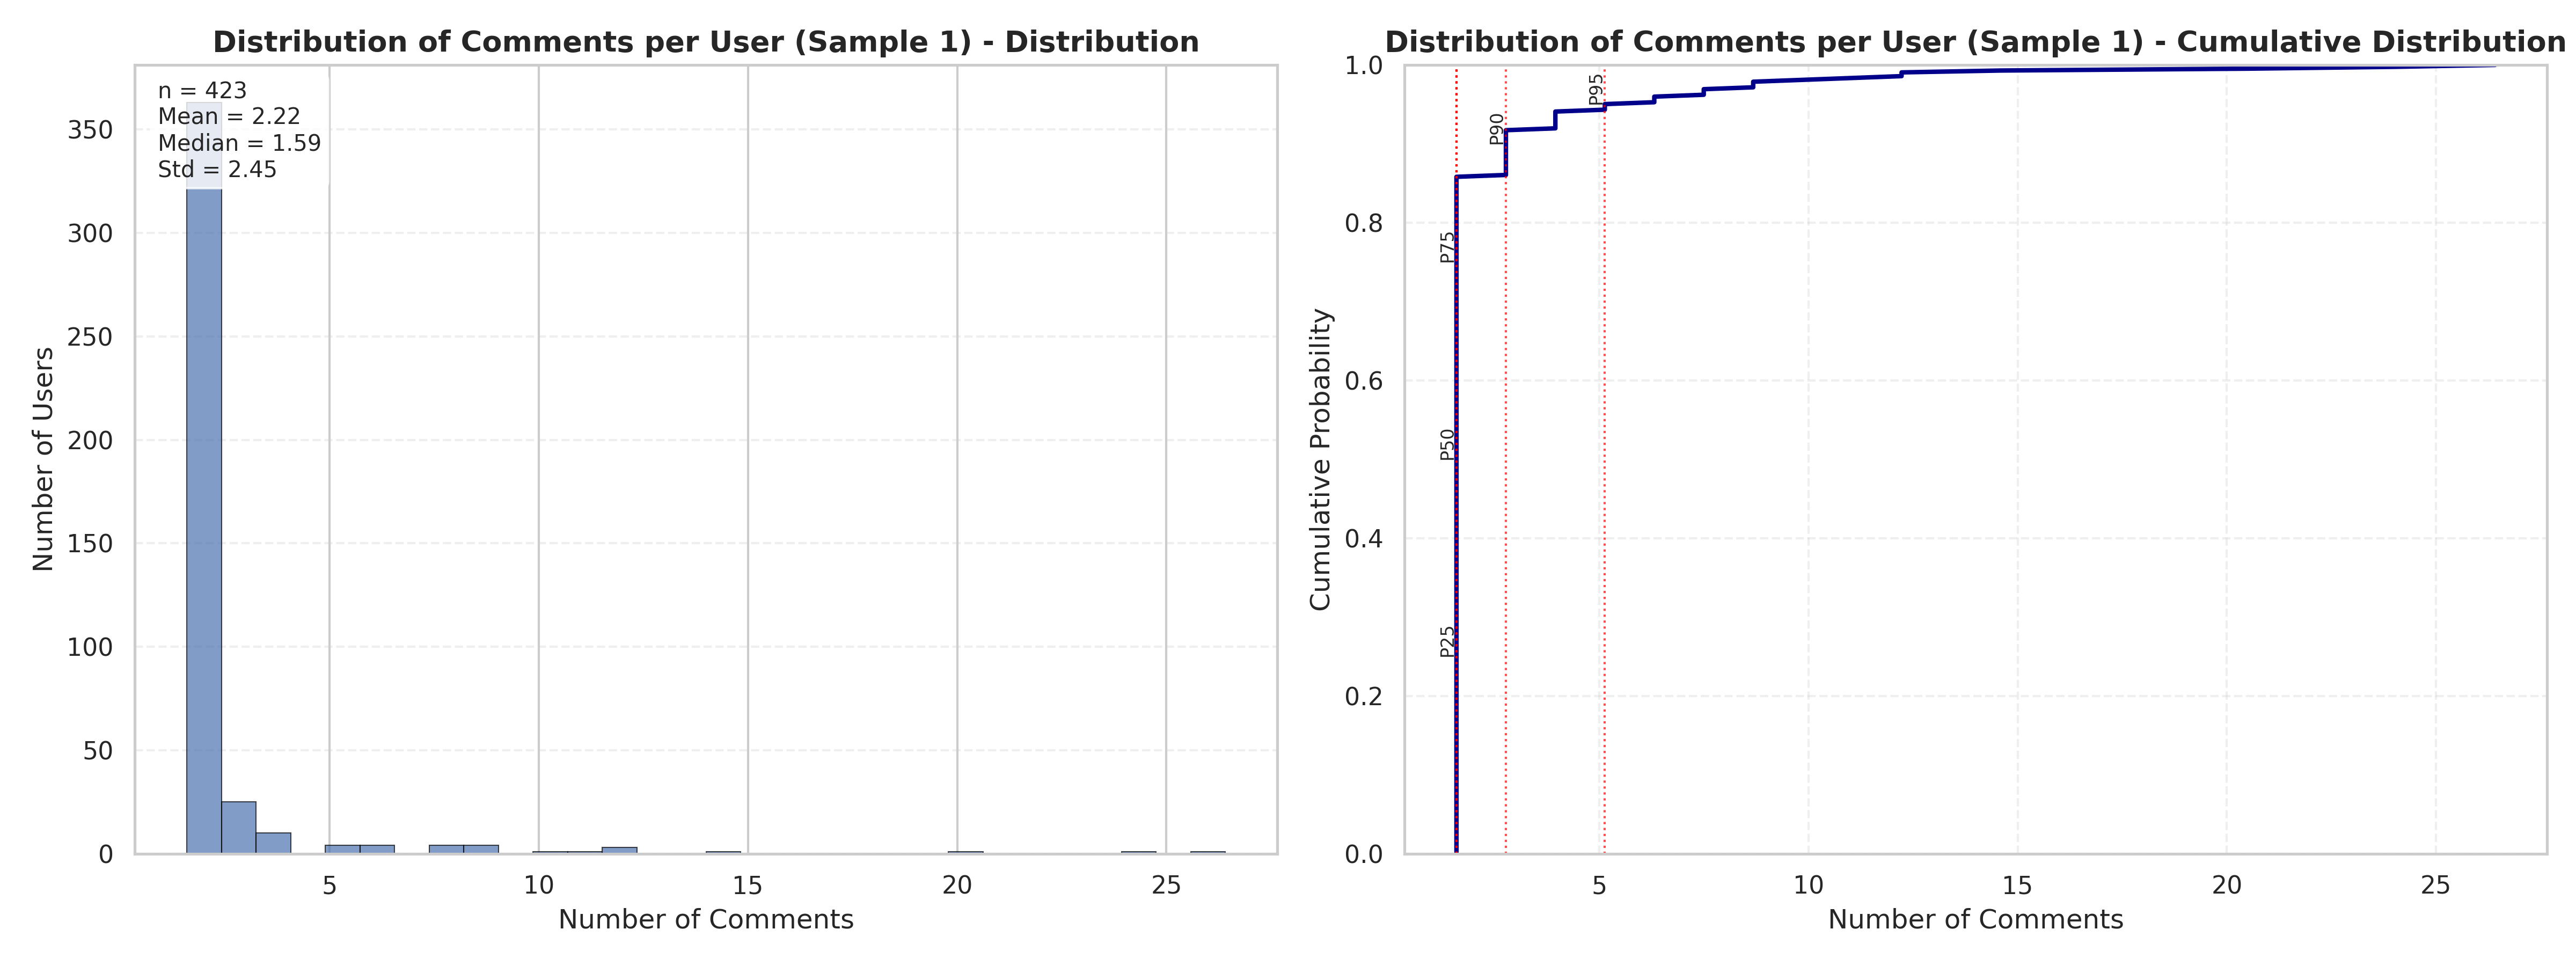 Distribution of Comments per User (Sample 1) - Distribution
n = 423
Mean = 2.22
Median = 1.59
Std = 2.45
Number of Users
350
300
250
200
150
100
50
0
5
10
15
20
25
Number of Comments
Distribution of Comments per User (Sample 1) - Cumulative Distribution
Cumulative Probability
1.0
0.8
0.6
0.4
0.2
0.0
P95
P90
P75
P50
P25
5
10
15
20
25
Number of Comments